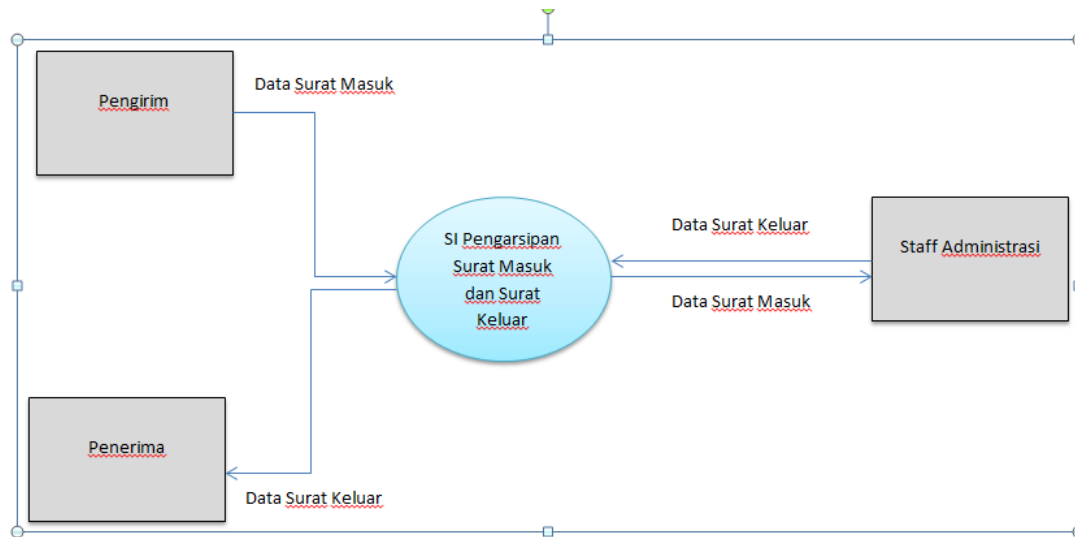 Pengirim
Data Surat Masuk
SI Pengarsipan
Surat Masuk
dan Surat
Keluar
Data Surat Keluar
Data Surat Masuk
Staff Administrasi
Penerima
Data Surat Keluar